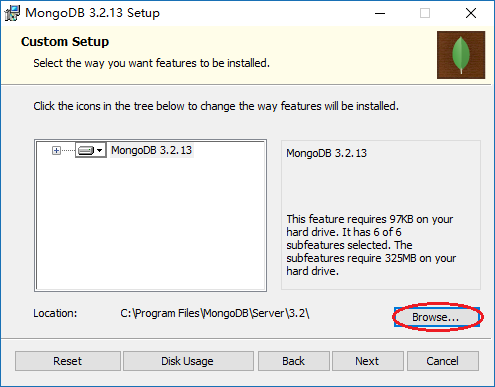 MongoDB 3.2.13 Setup
Custom Setup
Select the way you want features to be installed.
Click the icons in the tree below to change the way features will be installed.
MongoDB 3.2.13
MongoDB 3.2.13
This feature requires 97KB on your
hard drive. It has 6 of 6
subfeatures selected. The
subfeatures require 325MB on your
hard drive.
Location: C:\Program Files\MongoDB\Server\3.2\
Browse...
Reset Disk Usage Back Next Cancel